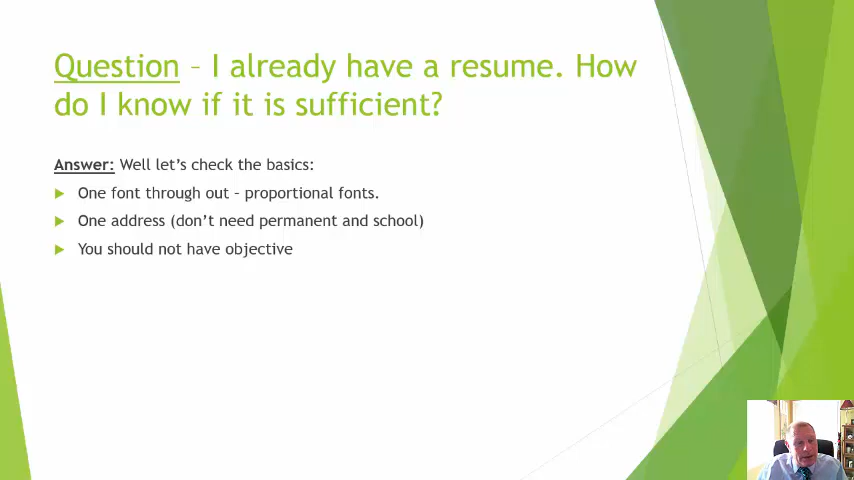 Question – I already have a resume. How
do I know if it is sufficient?
Answer: Well let's check the basics:
One font through out – proportional fonts.
One address (don't need permanent and school)
You should not have objective